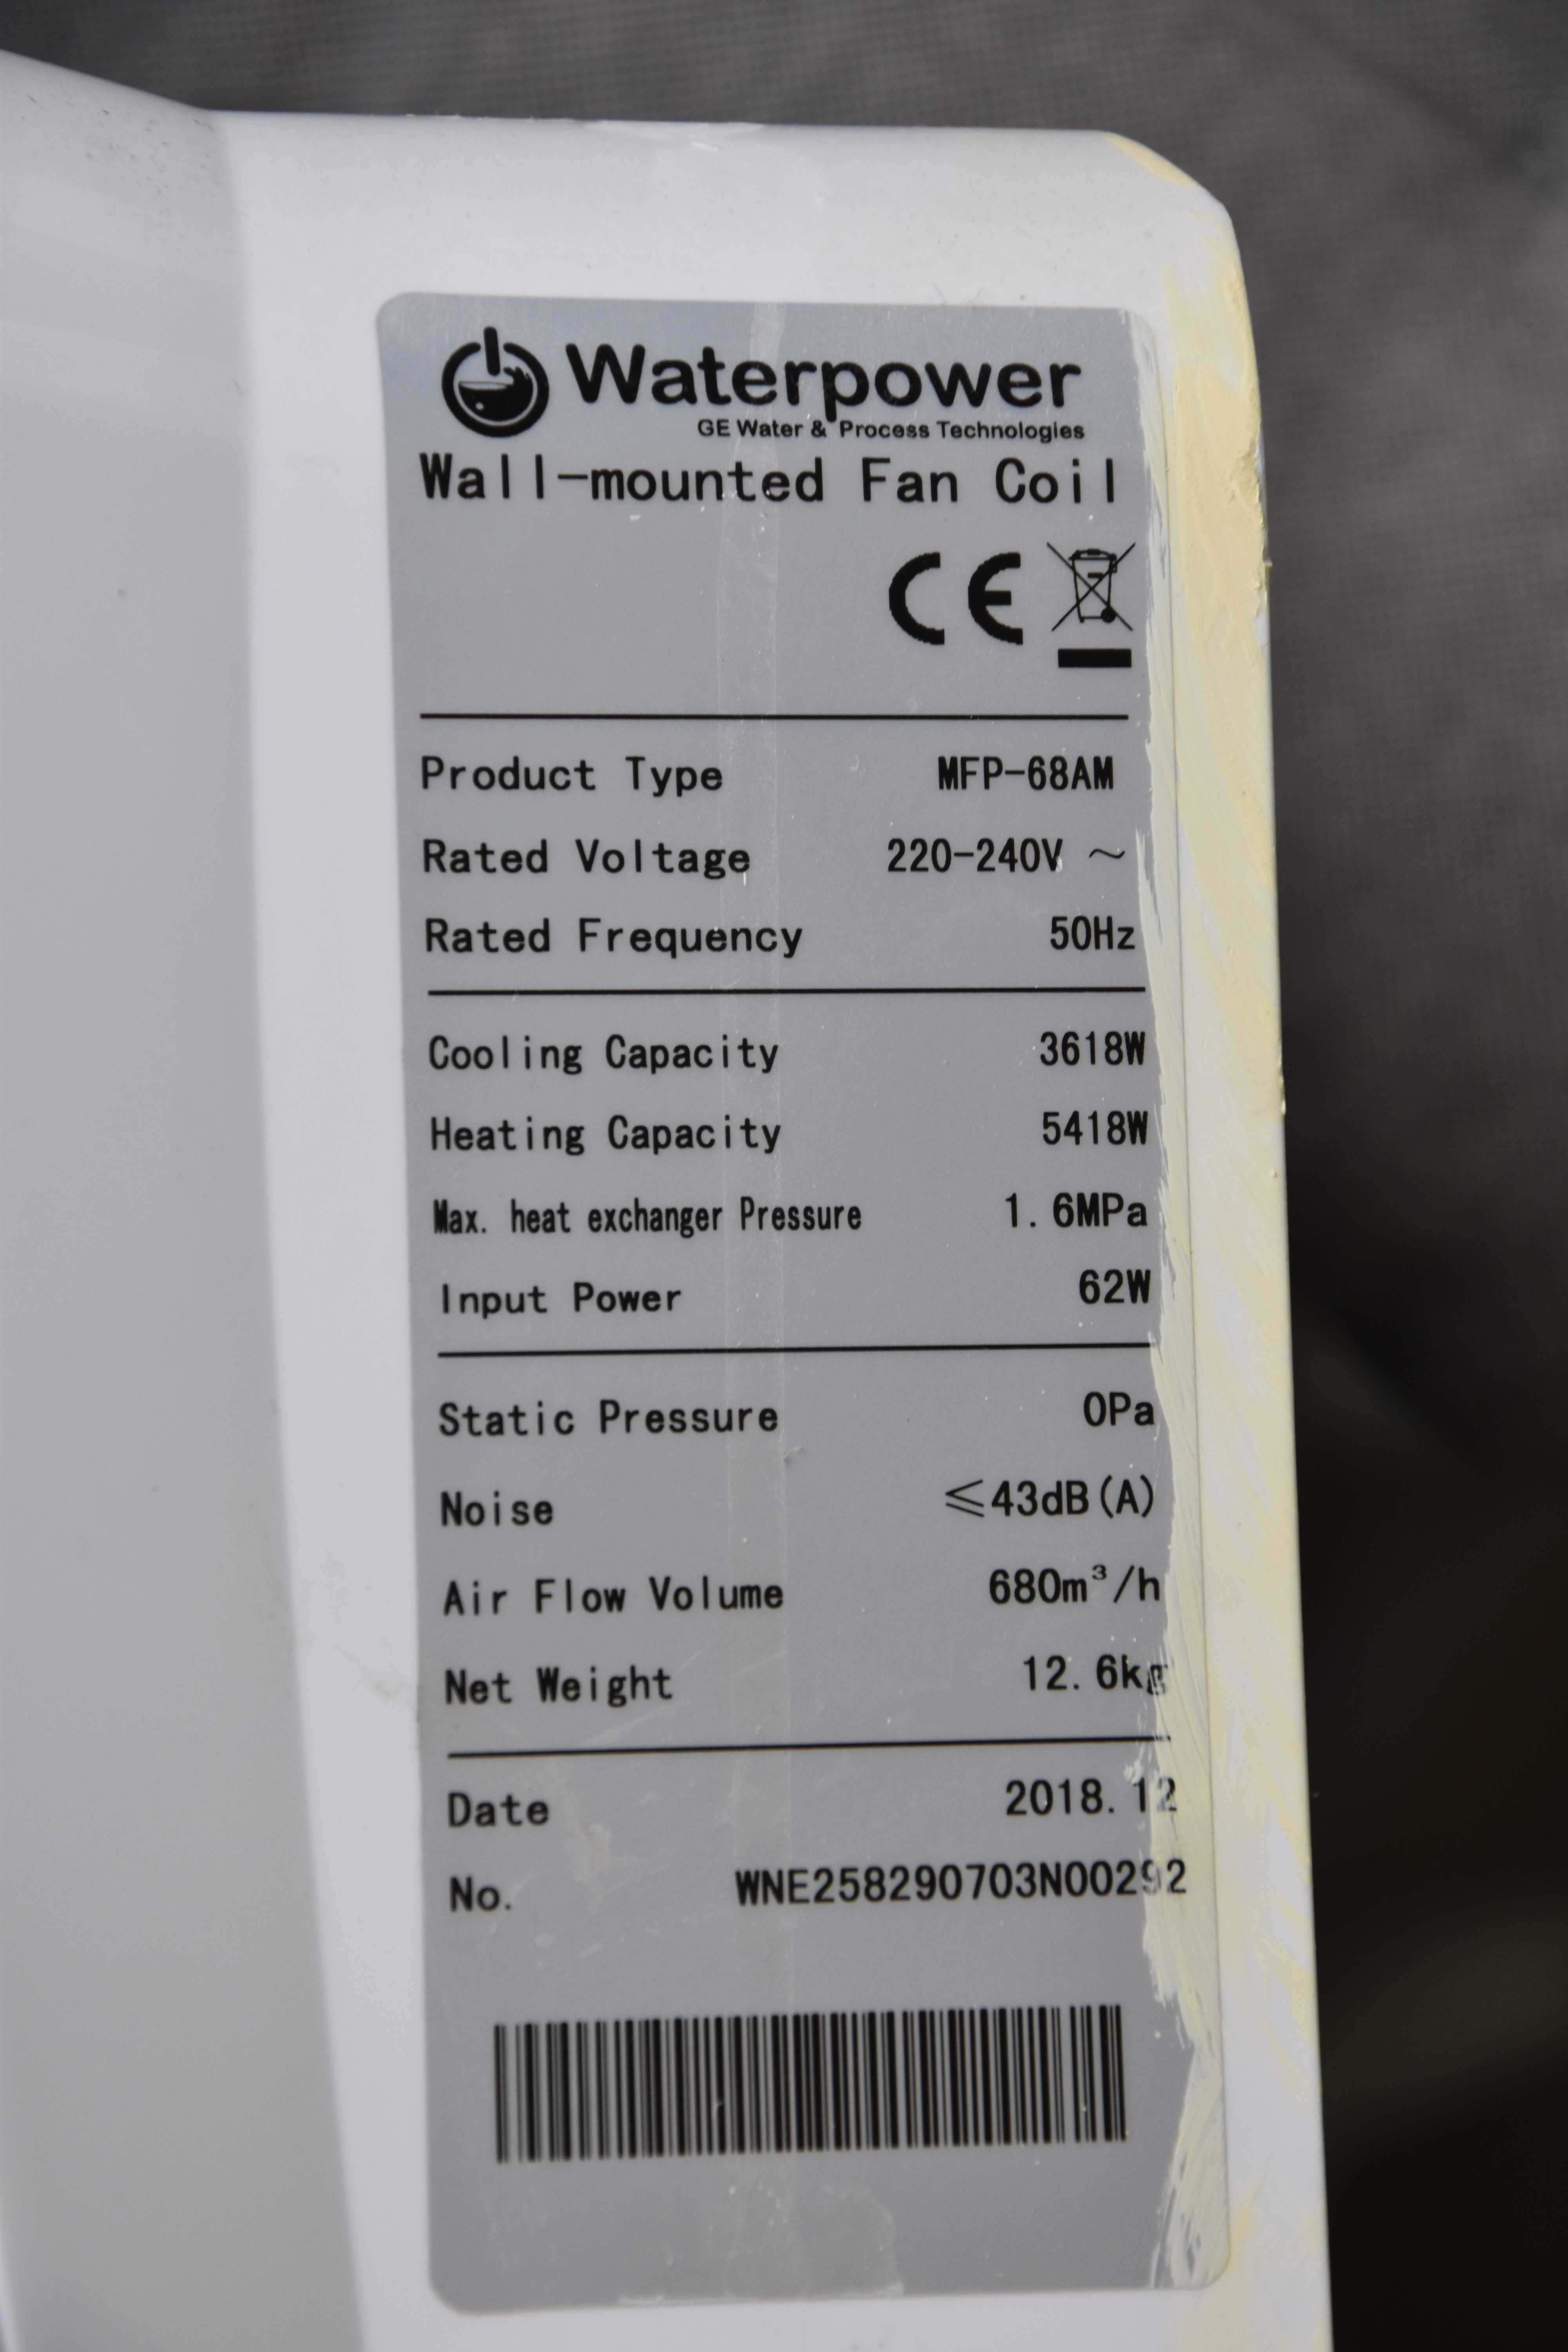 Waterpower
GE Water & Process Technologies
Wall-mounted Fan Coil
CE
Product Type MFP-68AM
Rated Voltage 220-240V ~
Rated Frequency 50Hz
Cooling Capacity 3618W
Heating Capacity 5418W
Max. heat exchanger Pressure 1.6MPa
Input Power 62W
Static Pressure 0Pa
Noise ≤43dB(A)
Air Flow Volume 680m³/h
Net Weight 12.6kg
Date 2018.12
No. WNE258290703N00292